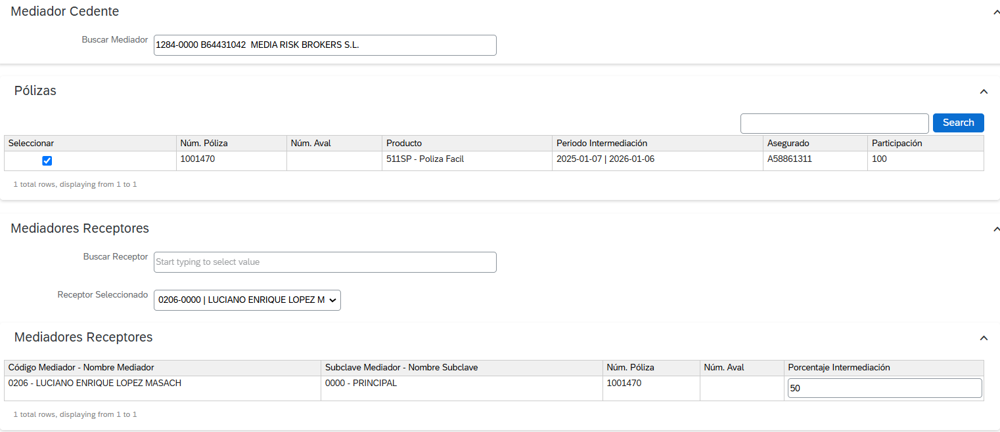 Mediador Cedente
Buscar Mediador 1284-0000 B64431042  MEDIA RISK BROKERS S.L.
Pólizas
Search
Seleccionar Núm. Póliza Núm. Aval Producto Periodo Intermediación Asegurado Participación
1001470 511SP - Poliza Facil 2025-01-07 | 2026-01-06 A58861311 100
1 total rows, displaying from 1 to 1
Mediadores Receptores
Buscar Receptor Start typing to select value
Receptor Seleccionado 0206-0000 | LUCIANO ENRIQUE LOPEZ M
Mediadores Receptores
Código Mediador - Nombre Mediador Subclave Mediador - Nombre Subclave Núm. Póliza Núm. Aval Porcentaje Intermediación
0206 - LUCIANO ENRIQUE LOPEZ MASACH 0000 - PRINCIPAL 1001470 50
1 total rows, displaying from 1 to 1